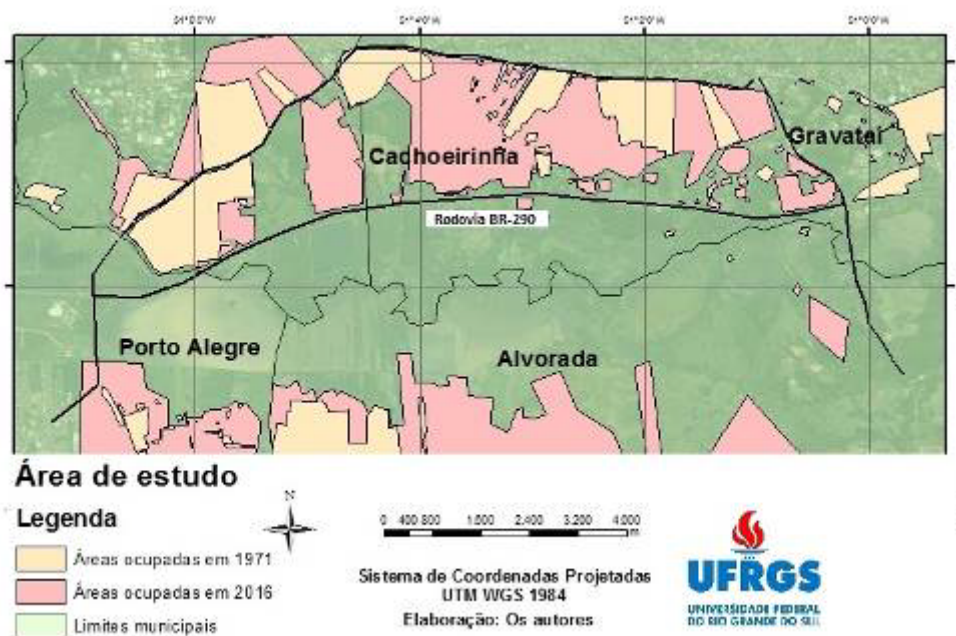 Gravataí
Cachoeirinha
Rodovia BR-290
Porto Alegre
Alvorada
Área de estudo
Legenda
Áreas ocupadas em 1971
Áreas ocupadas em 2016
Limites municipais
N
0 400 800 1.600 2.400 3.200 4.000
m
Sistema de Coordenadas Projetadas
UTM WGS 1984
Elaboração: Os autores
UFRGS
UNIVERSIDADE FEDERAL
DO RIO GRANDE DO SUL